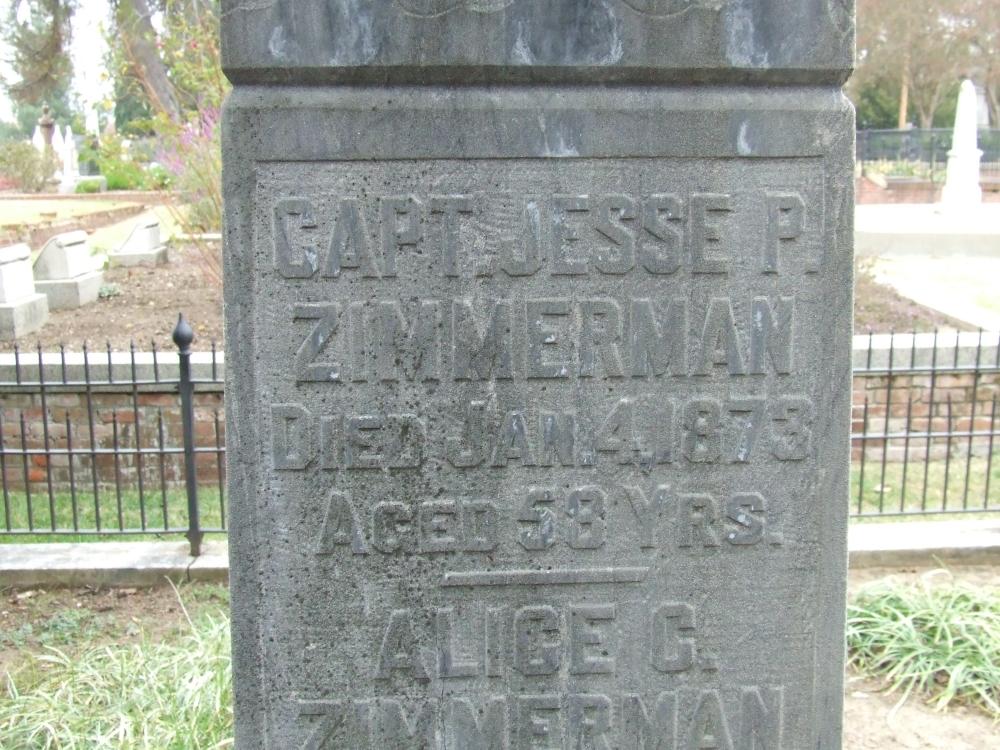 CAPT. JESSE P.
ZIMMERMAN
DIED JAN. 4, 1873
AGED 58 YRS.
ALICE C.
ZIMMERMAN